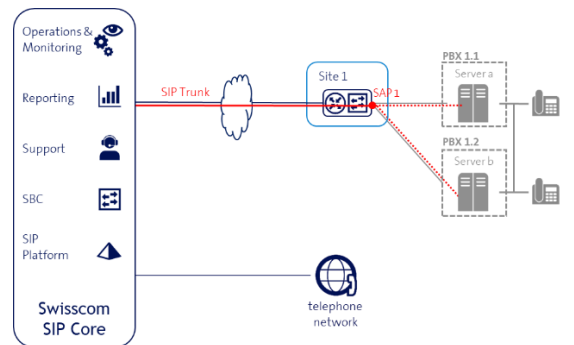 Operations &
Monitoring
Reporting
Support
SBC
SIP
Platform
Swisscom
SIP Core
SIP Trunk
Site 1
SAP 1
PBX 1.1
Server a
PBX 1.2
Server b
telephone
network